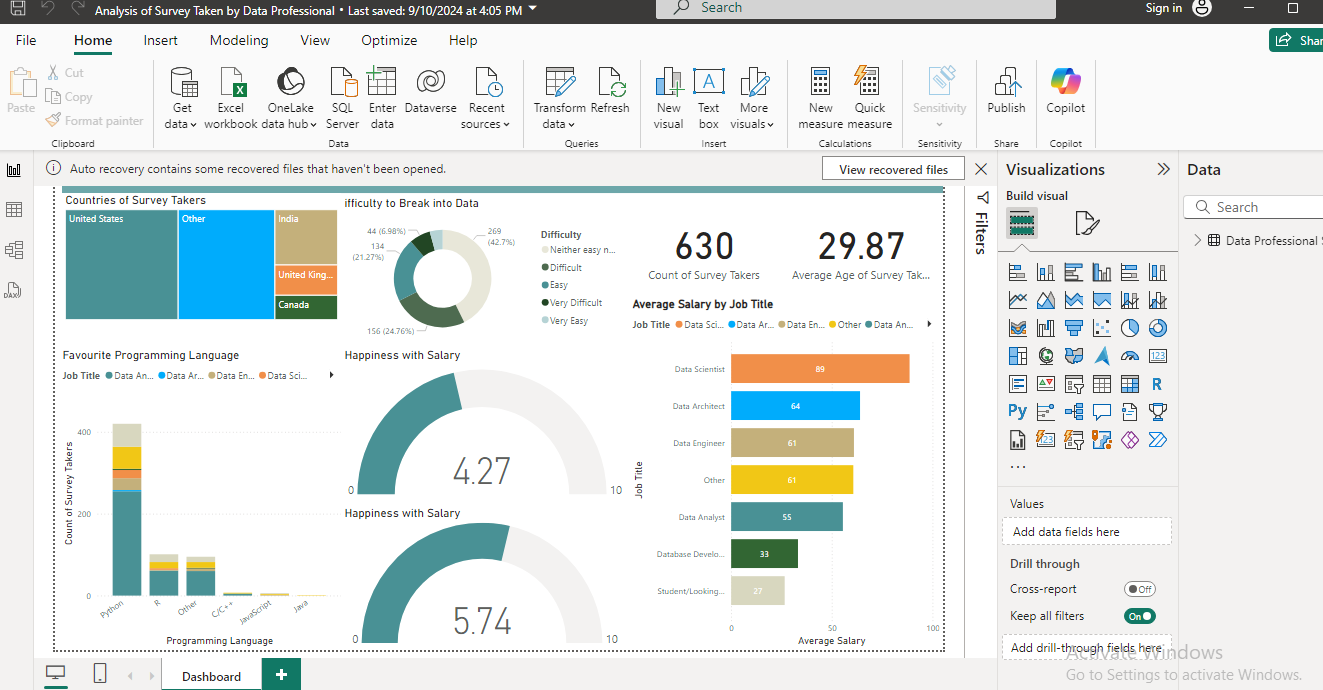 Analysis of Survey Taken by Data Professional • Last saved: 9/10/2024 at 4:05 PM
Search
Sign in
File
Home
Insert
Modeling
View
Optimize
Help
Shar
Paste
Cut
Copy
Format painter
Clipboard
Get
data
Excel
workbook
OneLake
data hub
SQL
Server
Enter
data
Dataverse
Recent
sources
Data
Transform
data
Refresh
Queries
New
visual
Text
box
More
visuals
Insert
New
measure
Quick
measure
Calculations
Sensitivity
Sensitivity
Publish
Share
Copilot
Copilot
Auto recovery contains some recovered files that haven't been opened.
View recovered files
Countries of Survey Takers
United States
Other
India
United King...
Canada
ifficulty to Break into Data
44 (6.98%)
134
(21.27%)
156 (24.76%)
269
(42.7%)
Difficulty
Neither easy n...
Difficult
Easy
Very Difficult
Very Easy
630
Count of Survey Takers
29.87
Average Age of Survey Tak...
Favourite Programming Language
Job Title Data An... Data Ar... Data En... Data Sci...
Count of Survey Takers
400
200
0
Python
R
Other
C/C++
JavaScript
Java
Programming Language
Happiness with Salary
4.27
0
10
Happiness with Salary
5.74
0
10
Average Salary by Job Title
Job Title Data Sci... Data Ar... Data En... Other Data An...
Job Title
Data Scientist 89
Data Architect 64
Data Engineer 61
Other 61
Data Analyst 55
Database Develo... 33
Student/Looking... 27
0 50 100
Average Salary
Filters
Visualizations
Build visual
123
R
Py
123
...
Values
Add data fields here
Drill through
Cross-report
Off
Keep all filters
On
Add drill-through fields here
Data
Search
Data Professional S
DAX
Dashboard
Activate Windows
Go to Settings to activate Windows.